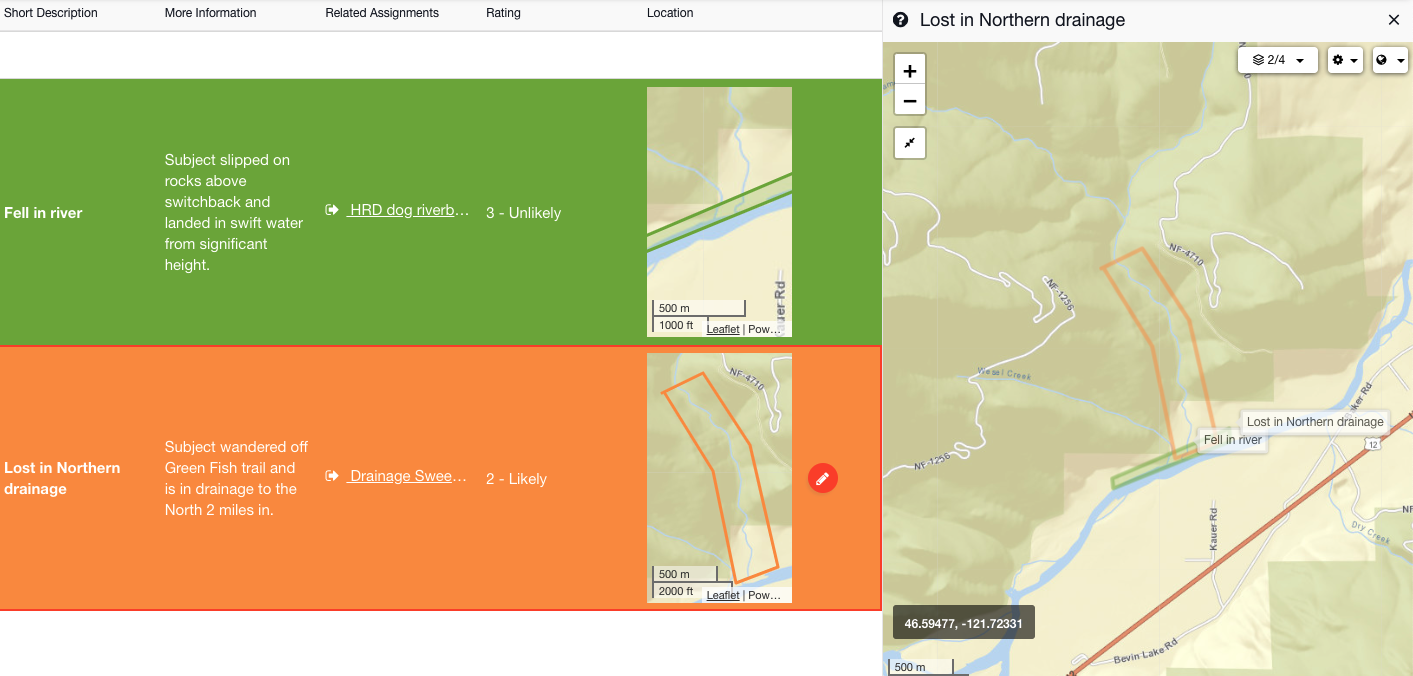 Short Description
More Information
Related Assignments
Rating
Location
Fell in river
Subject slipped on
rocks above
switchback and
landed in swift water
from significant
height.
HRD dog riverb…
3 - Unlikely
500 m
1000 ft
Leaflet | Pow…
auer Rd
Lost in Northern
drainage
Subject wandered off
Green Fish trail and
is in drainage to the
North 2 miles in.
Drainage Swee…
2 - Likely
NF-4710
500 m
2000 ft
Leaflet | Pow…
Lost in Northern drainage
2/4
NF-4710
NF-1256
Wesel Creek
Lost in Northern drainage
Fell in river
12
NF-1256
Kauer Rd
Dry Creek
NF
46.59477, -121.72331
Bevin Lake Rd
500 m